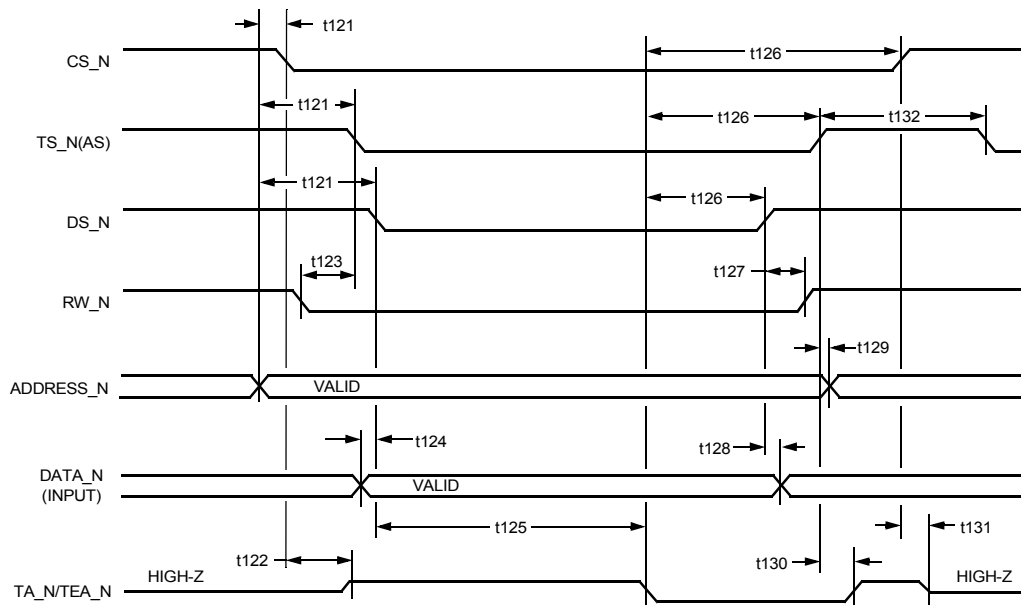 t121
CS_N
t126
t121
t126
t132
TS_N(AS)
t121
t126
DS_N
t123
t127
RW_N
t129
ADDRESS_N
VALID
t124
t128
DATA_N
(INPUT)
VALID
t125
t131
t122
t130
HIGH-Z
HIGH-Z
TA_N/TEA_N